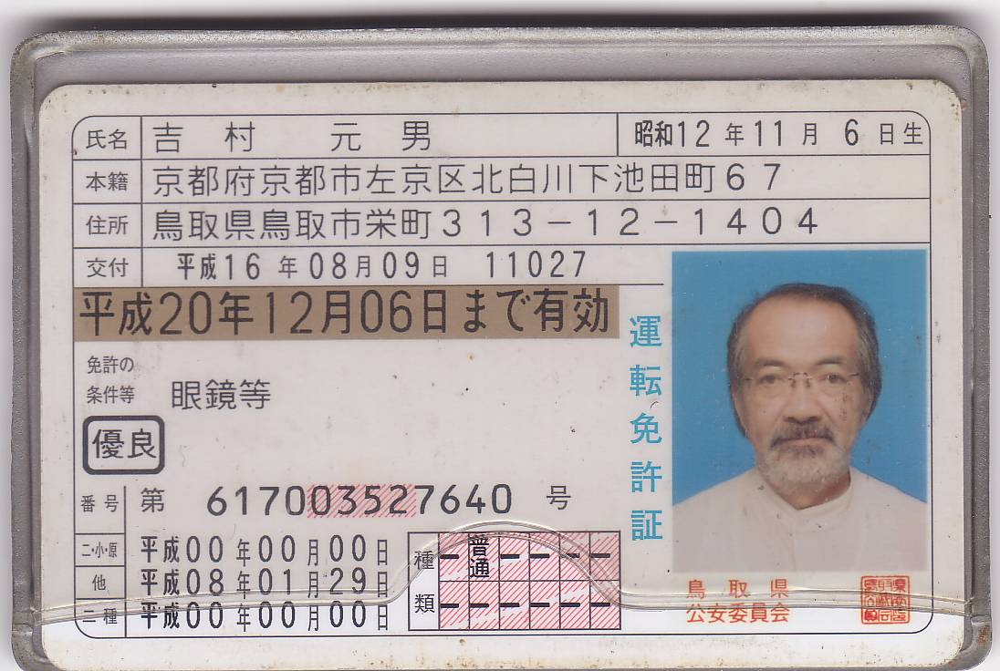 氏名 吉村 元男 昭和12年11月6日生
本籍 京都府京都市左京区北白川下池田町67
住所 鳥取県鳥取市栄町313-12-1404
交付 平成16年08月09日 11027
平成20年12月06日まで有効
免許の
条件等 眼鏡等
優良
番号 第 617003527640 号
二・小・原 平成00年00月00日
他 平成08年01月29日
二種 平成00年00月00日
種類 - 普通 - - - -
- - - - - -
運転免許証
鳥取県
公安委員会